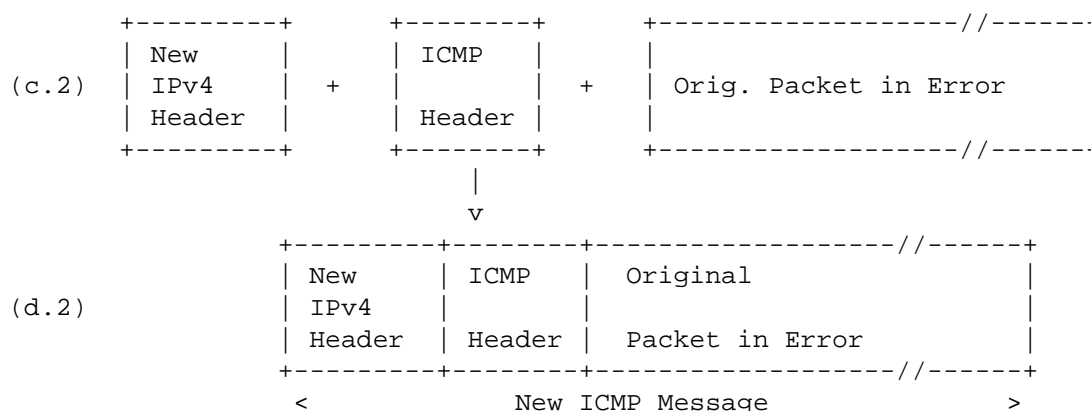 +---------+ +--------+ +-------------------//------
| New | | ICMP | |
(c.2) | IPv4 | + | | + | Orig. Packet in Error
| Header | | Header | |
+---------+ +--------+ +-------------------//------
|
v
+---------+--------+------------------//------+
| New | ICMP | Original |
(d.2) | IPv4 | | |
| Header | Header | Packet in Error |
+---------+--------+------------------//------+
< New ICMP Message >